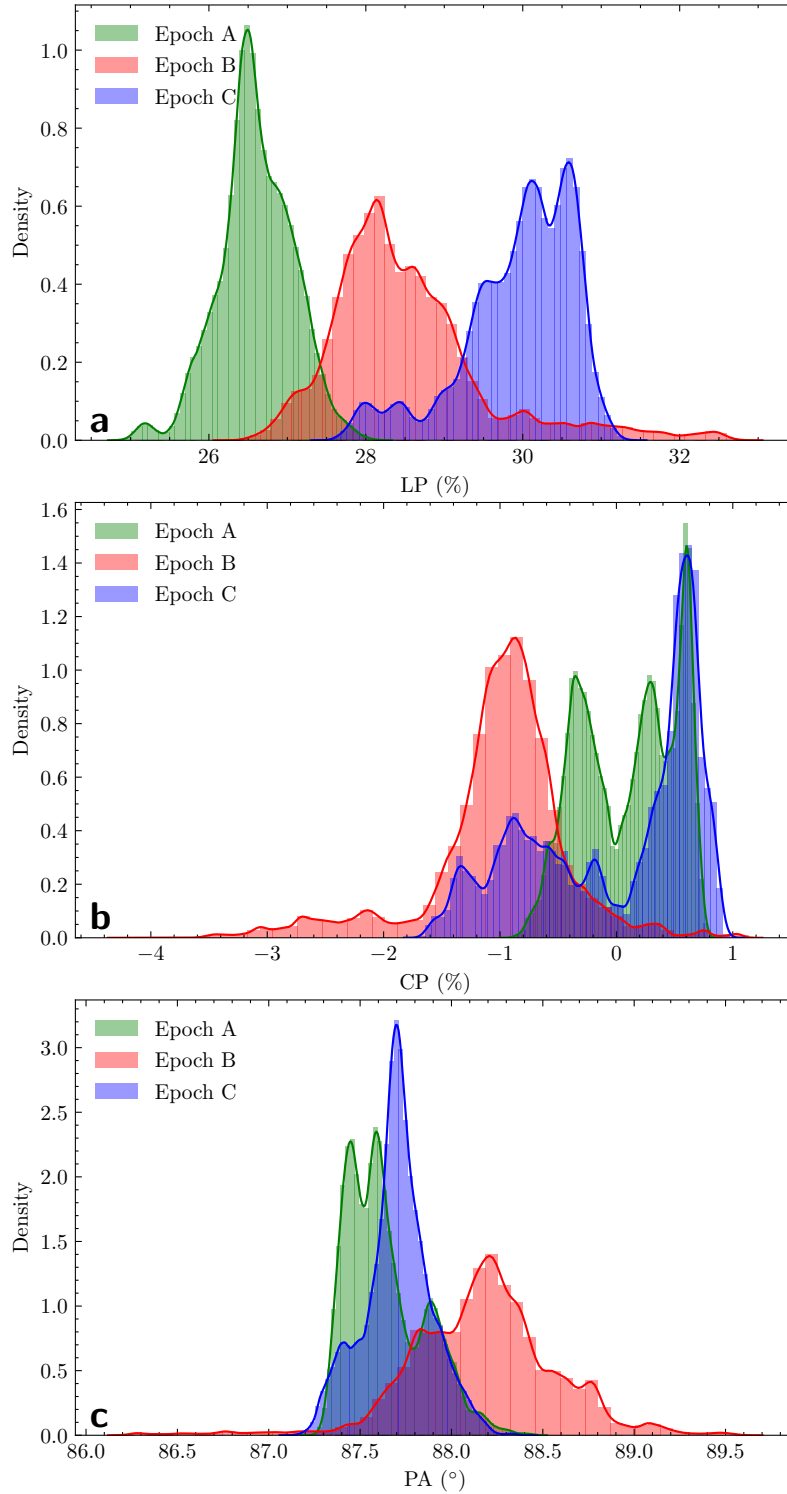 Epoch A
Epoch B
Epoch C
Density
1.0
0.8
0.6
0.4
0.2
0.0
a
26 28 30 32
LP (%)
Epoch A
Epoch B
Epoch C
Density
1.6
1.4
1.2
1.0
0.8
0.6
0.4
0.2
0.0
b
−4 −3 −2 −1 0 1
CP (%)
Epoch A
Epoch B
Epoch C
Density
3.0
2.5
2.0
1.5
1.0
0.5
0.0
c
86.0 86.5 87.0 87.5 88.0 88.5 89.0 89.5
PA (°)